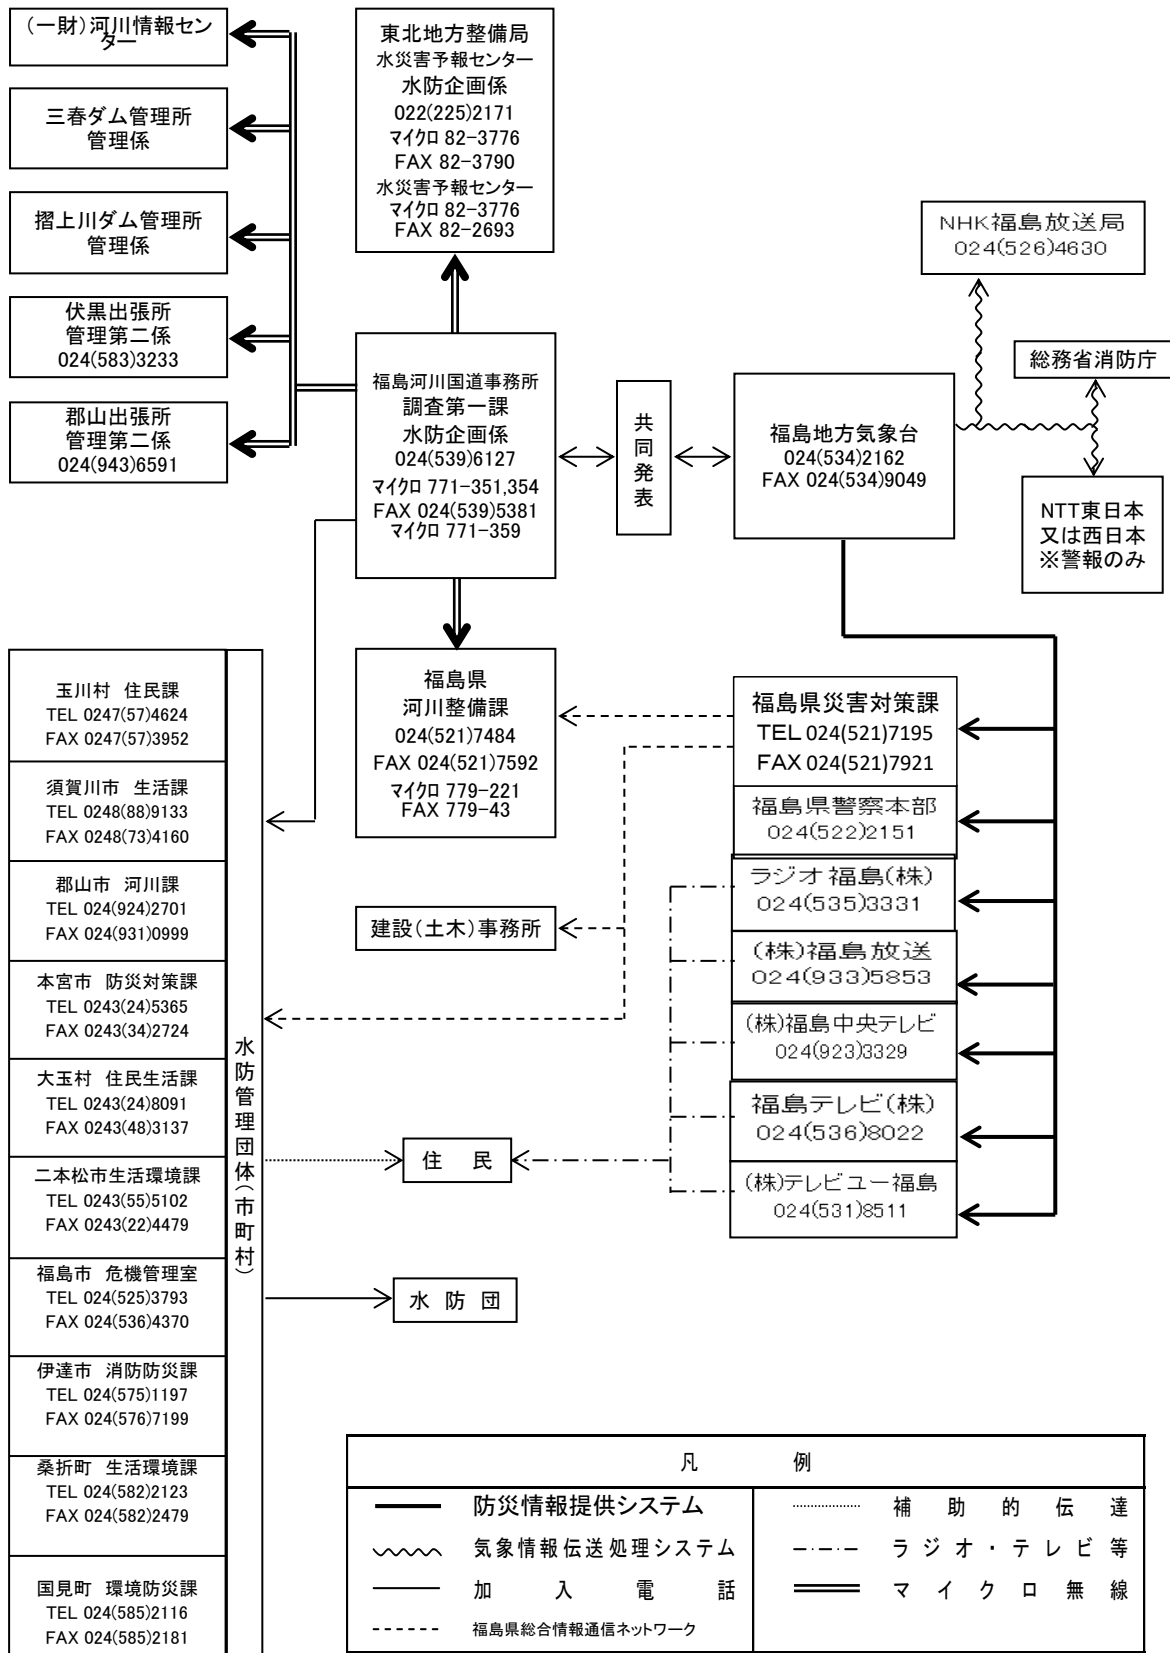 (一財)河川情報セン
ター
三春ダム管理所
管理係
摺上川ダム管理所
管理係
伏黒出張所
管理第二係
024(583)3233
郡山出張所
管理第二係
024(943)6591
東北地方整備局
水災害予報センター
水防企画係
022(225)2171
マイクロ 82-3776
FAX 82-3790
水災害予報センター
マイクロ 82-3776
FAX 82-2693
福島河川国道事務所
調査第一課
水防企画係
024(539)6127
マイクロ 771-351,354
FAX 024(539)5381
マイクロ 771-359
共同発表
福島地方気象台
024(534)2162
FAX 024(534)9049
NHK福島放送局
024(526)4630
総務省消防庁
NTT東日本
又は西日本
※警報のみ
福島県
河川整備課
024(521)7484
FAX 024(521)7592
マイクロ 779-221
FAX 779-43
建設(土木)事務所
福島県災害対策課
TEL 024(521)7195
FAX 024(521)7921
福島県警察本部
024(522)2151
ラジオ福島(株)
024(535)3331
(株)福島放送
024(933)5853
(株)福島中央テレビ
024(923)3329
福島テレビ(株)
024(536)8022
(株)テレビユー福島
024(531)8511
玉川村 住民課
TEL 0247(57)4624
FAX 0247(57)3952
須賀川市 生活課
TEL 0248(88)9133
FAX 0248(73)4160
郡山市 河川課
TEL 024(924)2701
FAX 024(931)0999
本宮市 防災対策課
TEL 0243(24)5365
FAX 0243(34)2724
大玉村 住民生活課
TEL 0243(24)8091
FAX 0243(48)3137
二本松市生活環境課
TEL 0243(55)5102
FAX 0243(22)4479
福島市 危機管理室
TEL 024(525)3793
FAX 024(536)4370
伊達市 消防防災課
TEL 024(575)1197
FAX 024(576)7199
桑折町 生活環境課
TEL 024(582)2123
FAX 024(582)2479
国見町 環境防災課
TEL 024(585)2116
FAX 024(585)2181
水防管理団体(市町村)
住 民
水 防 団
凡 例
防災情報提供システム
気象情報伝送処理システム
加 入 電 話
福島県総合情報通信ネットワーク
補 助 的 伝 達
ラ ジ オ ・ テ レ ビ 等
マ イ ク ロ 無 線